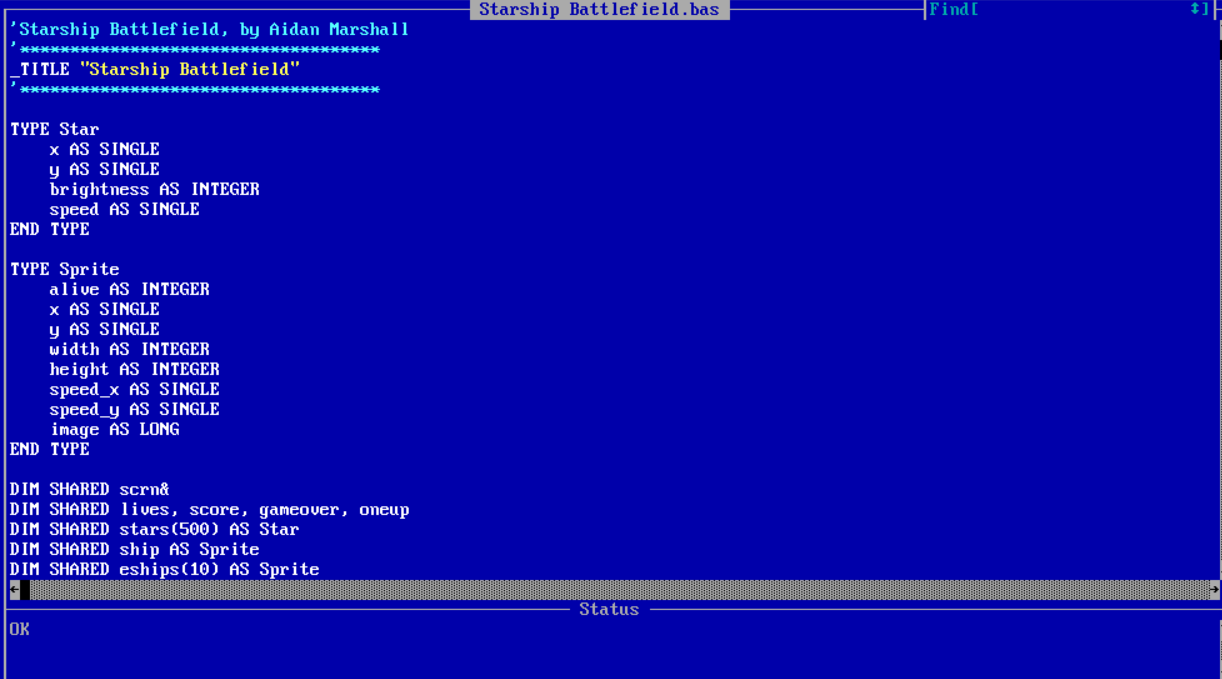 Starship Battlefield.bas
Find[ ↕]
'Starship Battlefield, by Aidan Marshall
'************************************
_TITLE "Starship Battlefield"
'************************************
TYPE Star
x AS SINGLE
y AS SINGLE
brightness AS INTEGER
speed AS SINGLE
END TYPE
TYPE Sprite
alive AS INTEGER
x AS SINGLE
y AS SINGLE
width AS INTEGER
height AS INTEGER
speed_x AS SINGLE
speed_y AS SINGLE
image AS LONG
END TYPE
DIM SHARED scrn&
DIM SHARED lives, score, gameover, oneup
DIM SHARED stars(500) AS Star
DIM SHARED ship AS Sprite
DIM SHARED eships(10) AS Sprite
Status
OK